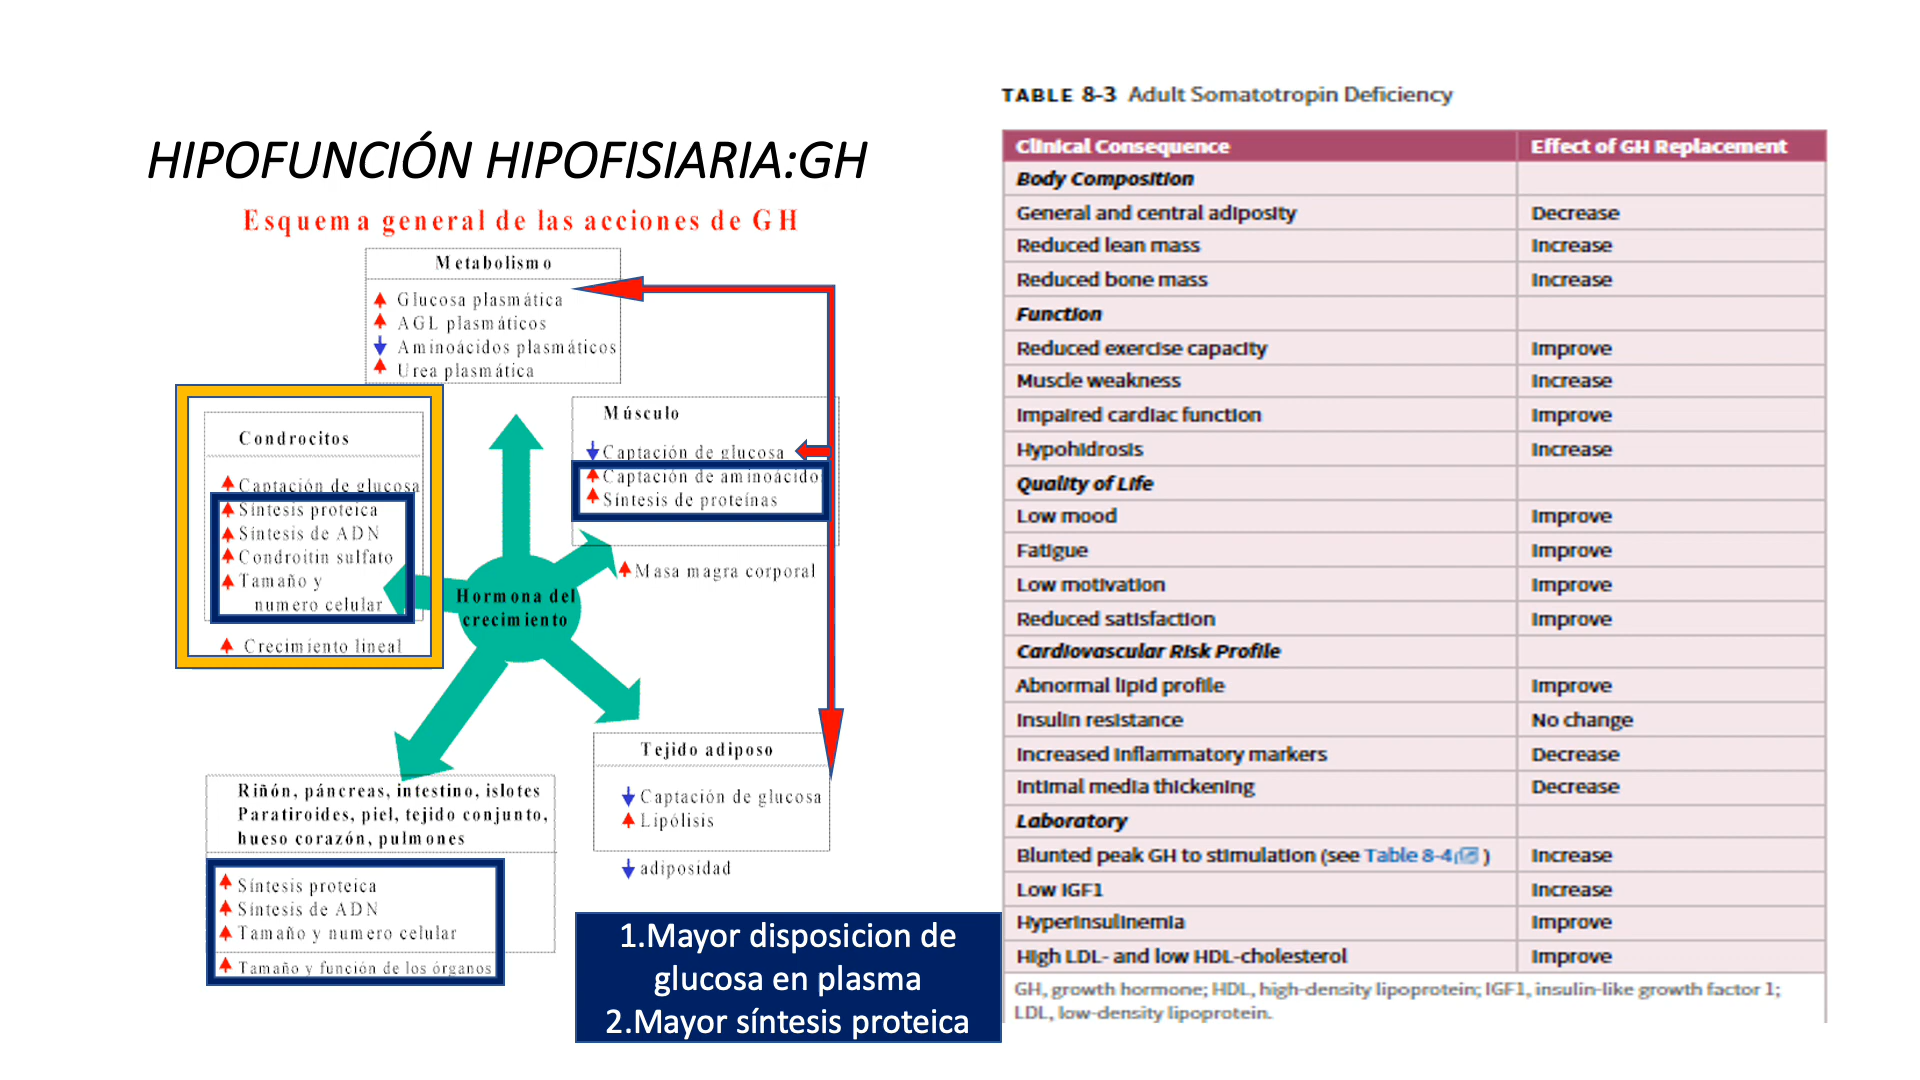 HIPOFUNCIÓN HIPOFISIARIA:GH
Esquema general de las acciones de GH
Metabolismo
Glucosa plasmática
AGL plasmáticos
Aminoácidos plasmáticos
Urea plasmática
Condrocitos
Captación de glucosa
Síntesis proteica
Síntesis de ADN
Condroitin sulfato
Tamaño y
numero celular
Crecimiento lineal
Músculo
Captación de glucosa
Captación de aminoácido
Síntesis de proteínas
Masa magra corporal
Hormona del
crecimiento
Riñón, páncreas, intestino, islotes
Paratiroides, piel, tejido conjunto,
hueso corazón, pulmones
Síntesis proteica
Síntesis de ADN
Tamaño y numero celular
Tamaño y función de los órganos
Tejido adiposo
Captación de glucosa
Lipólisis
adiposidad
1.Mayor disposicion de
glucosa en plasma
2.Mayor síntesis proteica
TABLE 8-3 Adult Somatotropin Deficiency
Clinical Consequence Effect of GH Replacement
Body Composition
General and central adiposity Decrease
Reduced lean mass Increase
Reduced bone mass Increase
Function
Reduced exercise capacity Improve
Muscle weakness Increase
Impaired cardiac function Improve
Hypohidrosis Increase
Quality of Life
Low mood Improve
Fatigue Improve
Low motivation Improve
Reduced satisfaction Improve
Cardiovascular Risk Profile
Abnormal lipid profile Improve
Insulin resistance No change
Increased inflammatory markers Decrease
Intimal media thickening Decrease
Laboratory
Blunted peak GH to stimulation (see Table 8-4) Increase
Low IGF1 Increase
Hyperinsulinemia Improve
High LDL- and low HDL-cholesterol Improve
GH, growth hormone; HDL, high-density lipoprotein; IGF1, insulin-like growth factor 1;
LDL, low-density lipoprotein.